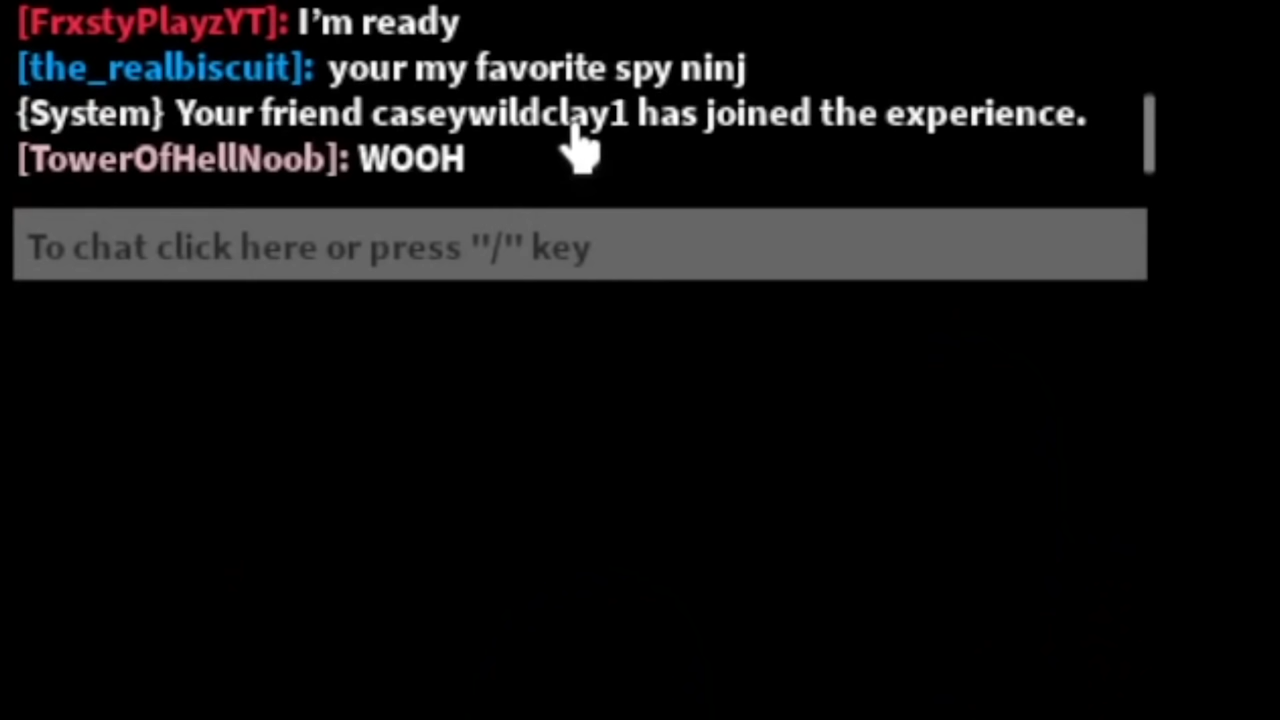 [FrxstyPlayzYT]: I’m ready
[the_realbiscuit]: your my favorite spy ninj
{System} Your friend caseywildclay1 has joined the experience.
[TowerOfHellNoob]: WOOH
To chat click here or press "/" key